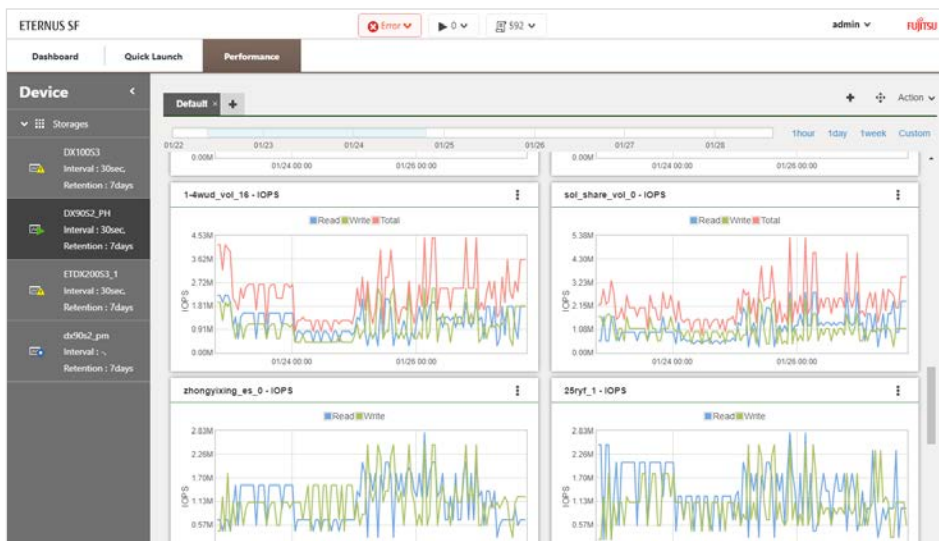 ETERNUS SF
Error
0
592
admin
FUJITSU
Dashboard
Quick Launch
Performance
Device
Storages
DX100S3
Interval : 30sec,
Retention : 7days
DX90S2_PH
Interval : 30sec,
Retention : 7days
ETDX200S3_1
Interval : 30sec,
Retention : 7days
dx90s2_pm
Interval : -,
Retention : 7days
Default
Action
01/22 01/23 01/24 01/25 01/26 01/27 01/28
1hour 1day 1week Custom
0.00M
01/24 00:00 01/26 00:00
0.00M
01/24 00:00 01/26 00:00
1-4wud_vol_16 - IOPS
Read Write Total
4.53M
3.62M
2.72M
1.81M
0.91M
0.00M
IOPS
01/24 00:00 01/26 00:00
sol_share_vol_0 - IOPS
Read Write Total
5.38M
4.30M
3.23M
2.15M
1.08M
0.00M
IOPS
01/24 00:00 01/26 00:00
zhongyixing_es_0 - IOPS
Read Write
2.83M
2.26M
1.70M
1.13M
0.57M
IOPS
25ryf_1 - IOPS
Read Write
2.83M
2.26M
1.70M
1.13M
0.57M
IOPS